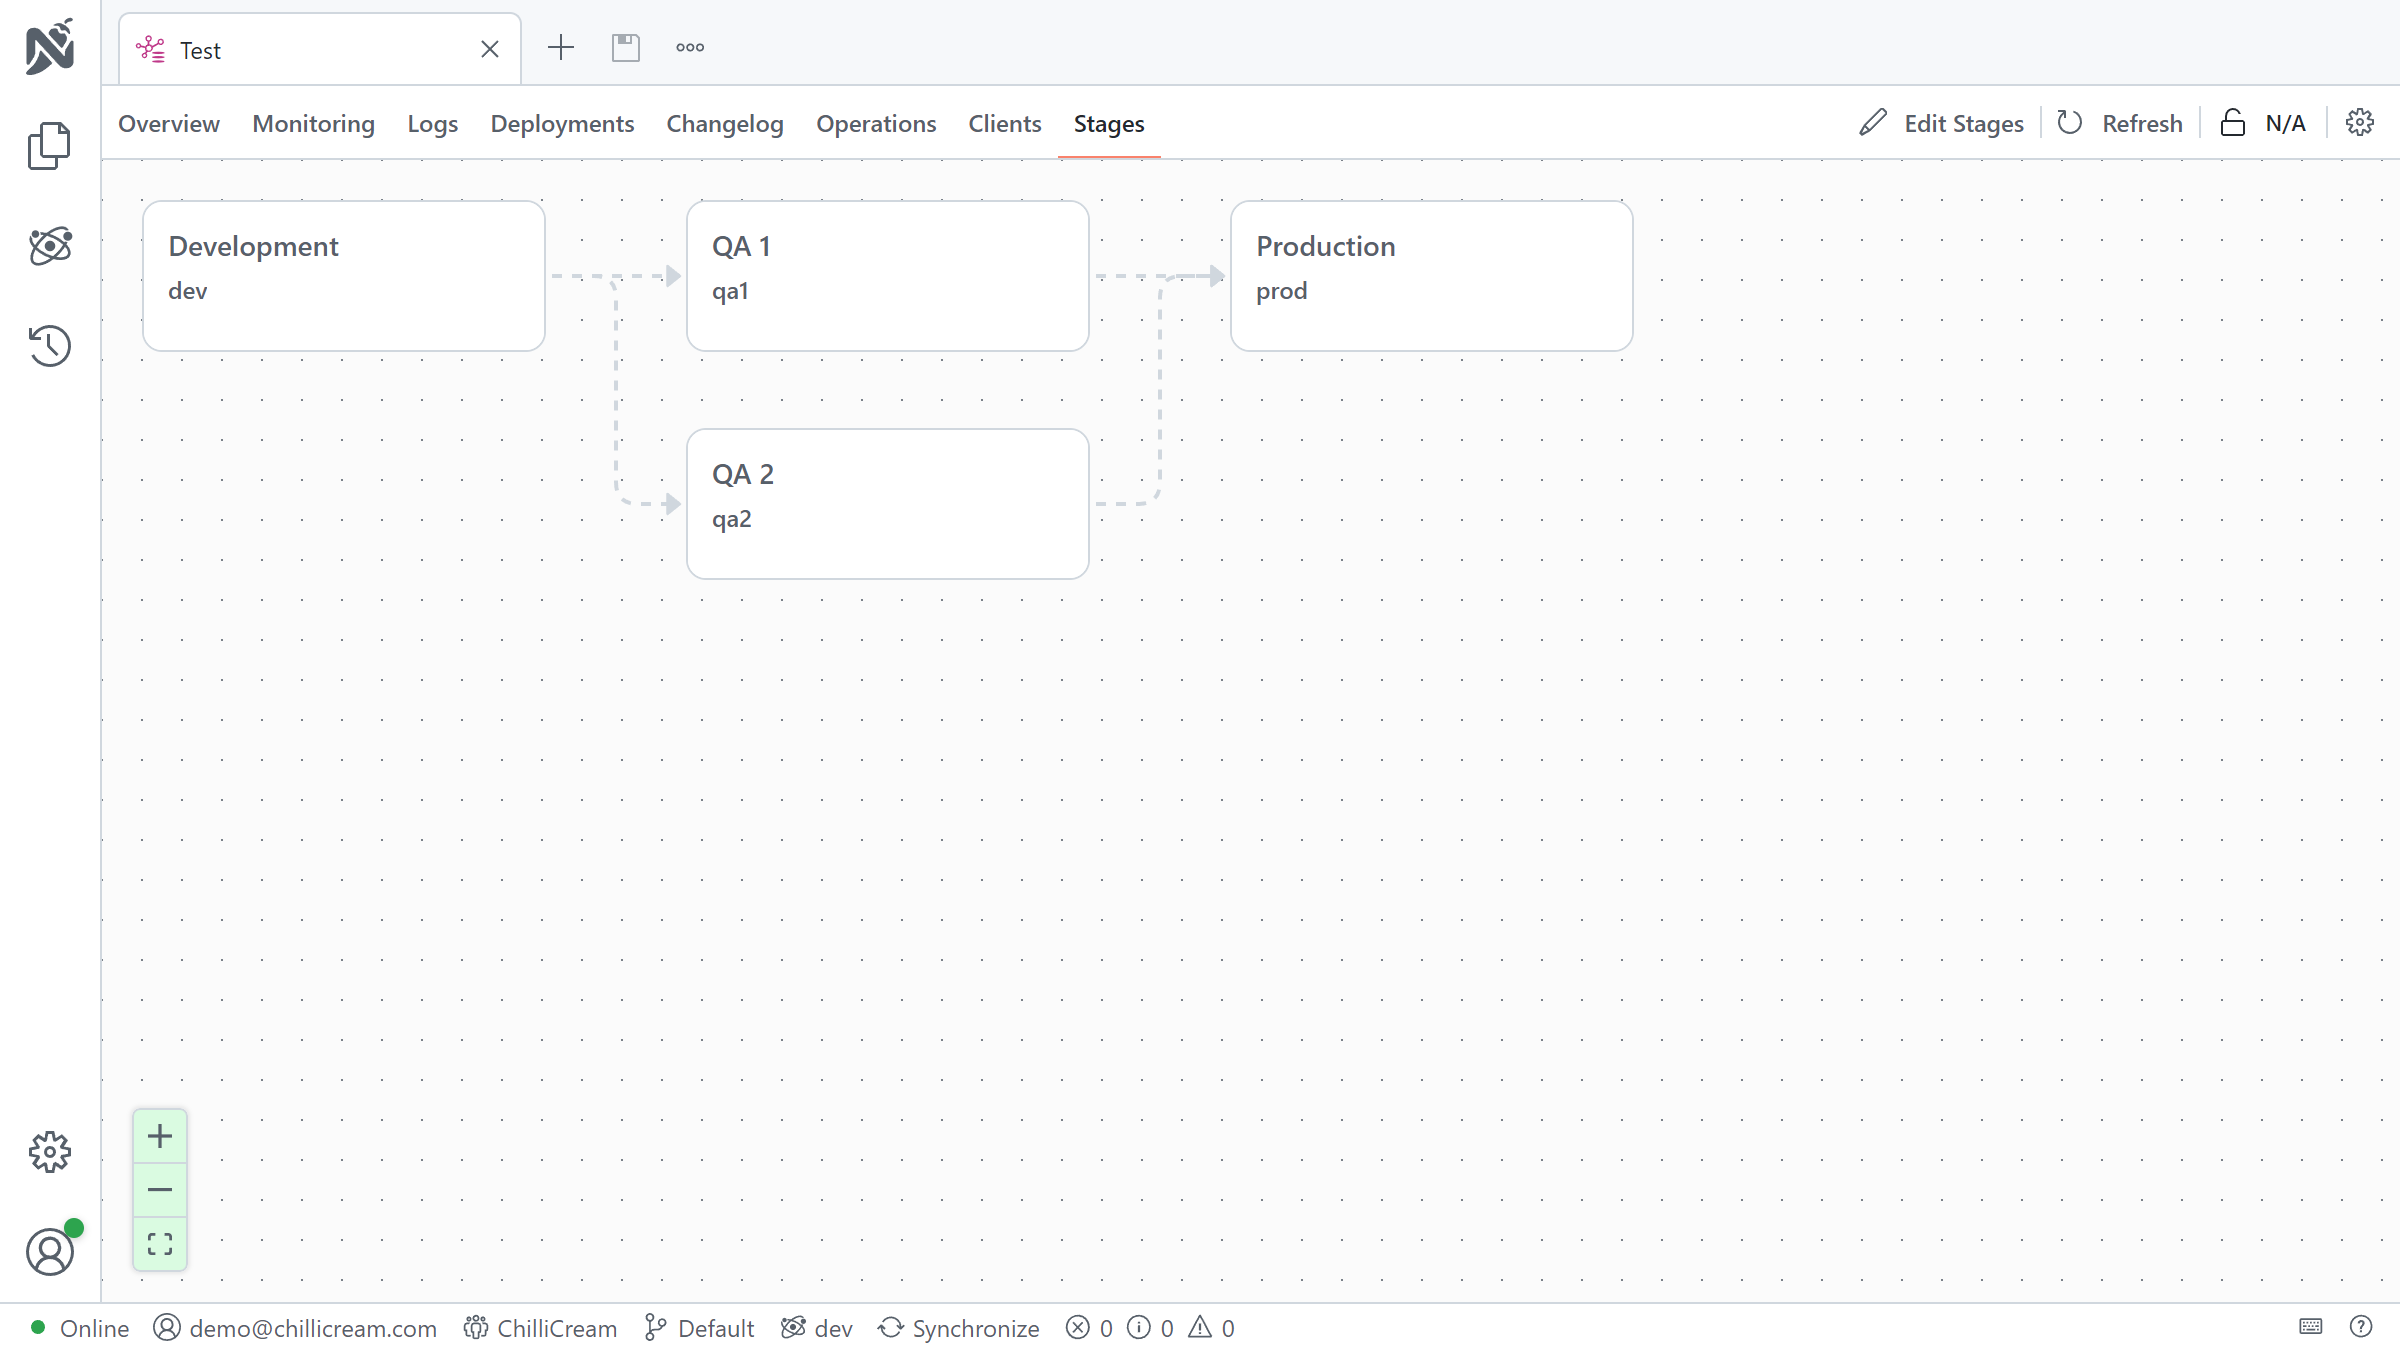 Test
Overview Monitoring Logs Deployments Changelog Operations Clients Stages Edit Stages Refresh N/A
Development
dev
QA 1
qa1
Production
prod
QA 2
qa2
Online demo@chillicream.com ChilliCream Default dev Synchronize 0 0 0